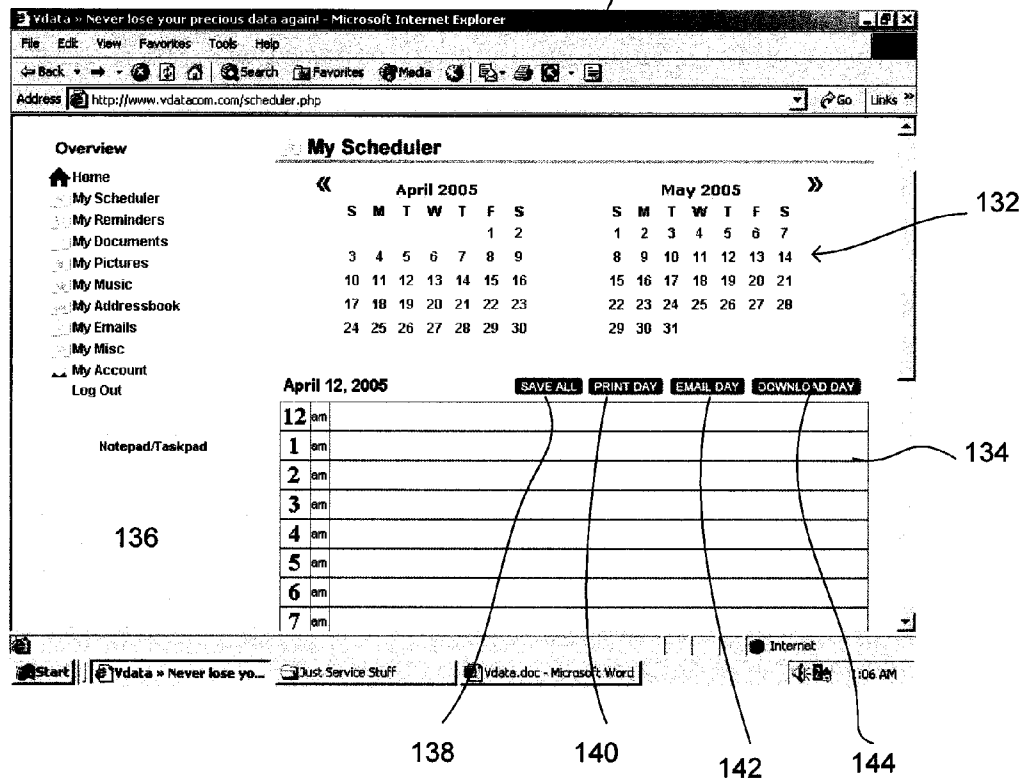 Vdata » Never lose your precious data again! - Microsoft Internet Explorer
File Edit View Favorites Tools Help
Back Search Favorites Media
Address http://www.vdatacom.com/scheduler.php Go Links »
Overview
Home
My Scheduler
My Reminders
My Documents
My Pictures
My Music
My Addressbook
My Emails
My Misc
My Account
Log Out
Notepad/Taskpad
136
My Scheduler
« April 2005
S M T W T F S
1 2
3 4 5 6 7 8 9
10 11 12 13 14 15 16
17 18 19 20 21 22 23
24 25 26 27 28 29 30
May 2005 »
S M T W T F S
1 2 3 4 5 6 7
8 9 10 11 12 13 14
15 16 17 18 19 20 21
22 23 24 25 26 27 28
29 30 31
132
April 12, 2005 SAVE ALL PRINT DAY EMAIL DAY DOWNLOAD DAY
12 am
1 am
2 am
3 am
4 am
5 am
6 am
7 am
134
Internet
Start Vdata » Never lose yo... Just Service Stuff Vdata.doc - Microsoft Word :06 AM
138 140 142 144